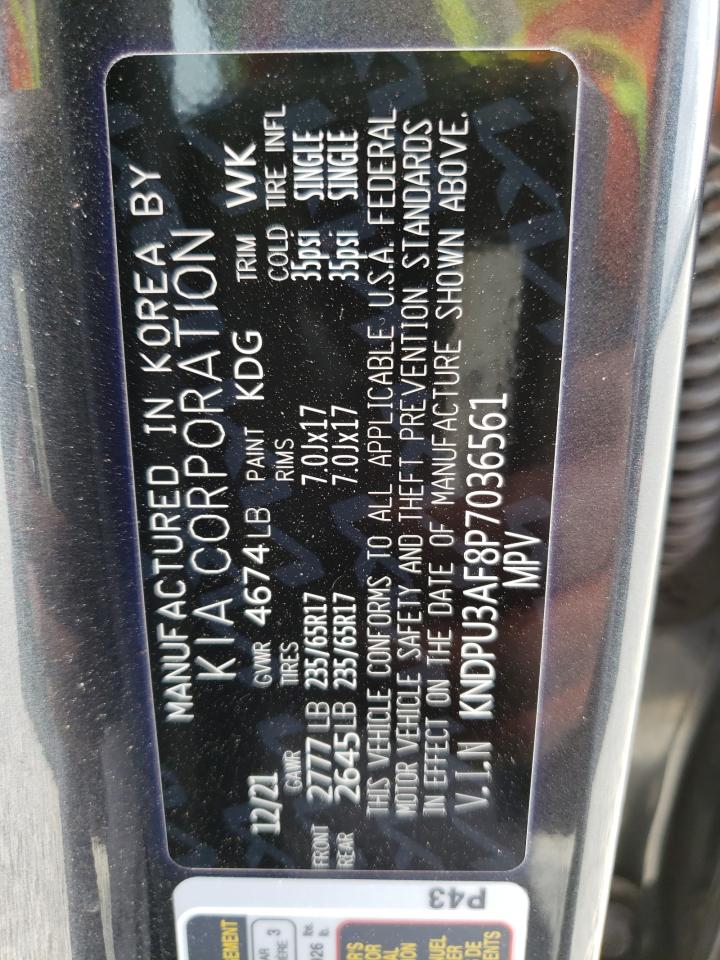 MANUFACTURED IN KOREA BY
KIA CORPORATION
12/21 GVWR 4674LB PAINT KDG TRIM WK
GAWR TIRES RIMS COLD TIRE INFL
FRONT 2777LB 235/65R17 7.0Jx17 35psi SINGLE
REAR 2645LB 235/65R17 7.0Jx17 35psi SINGLE
THIS VEHICLE CONFORMS TO ALL APPLICABLE U.S.A. FEDERAL
MOTOR VEHICLE SAFETY AND THEFT PREVENTION STANDARDS
IN EFFECT ON THE DATE OF MANUFACTURE SHOWN ABOVE.
V.I.N KNDPU3AF8P7036561
MPV
P43